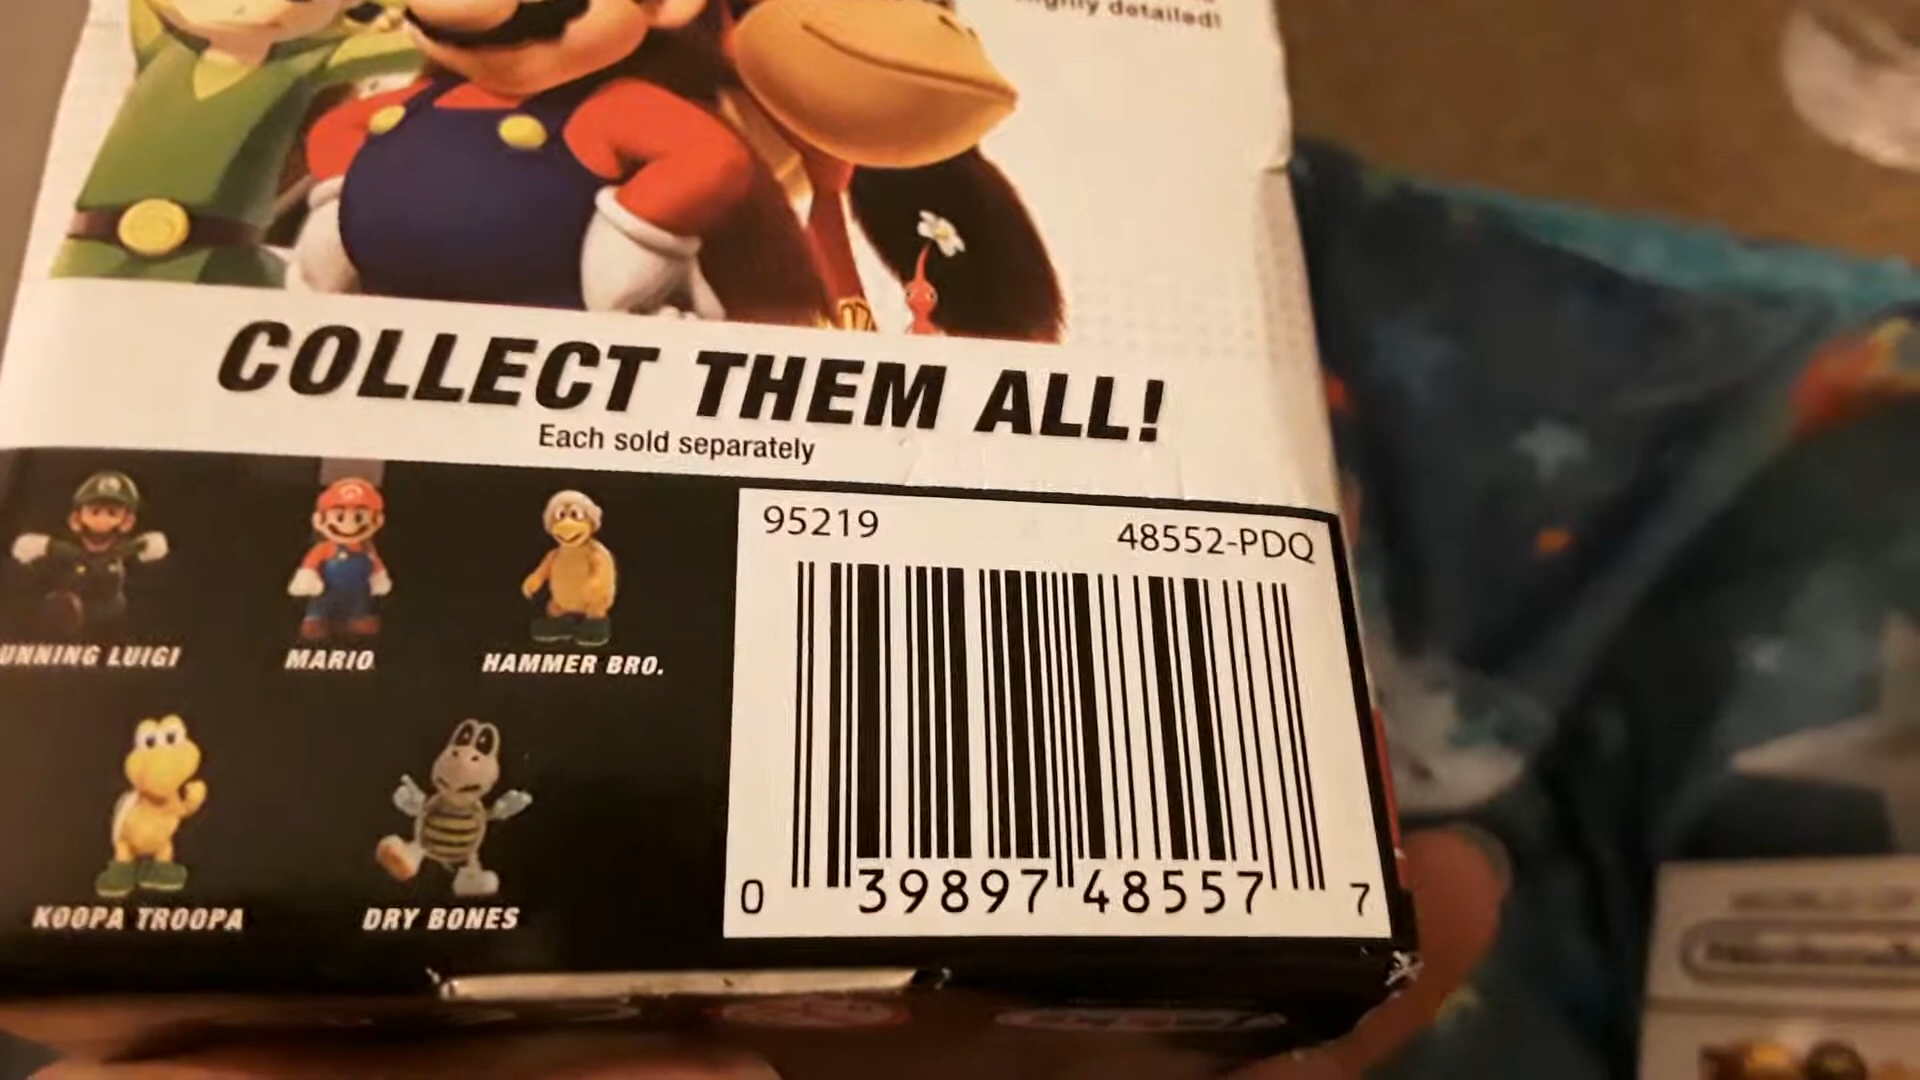 detailed!
COLLECT THEM ALL!
Each sold separately
95219 48552-PDQ
UNNING LUIGI MARIO HAMMER BRO.
KOOPA TROOPA DRY BONES
0 39897 48557 7